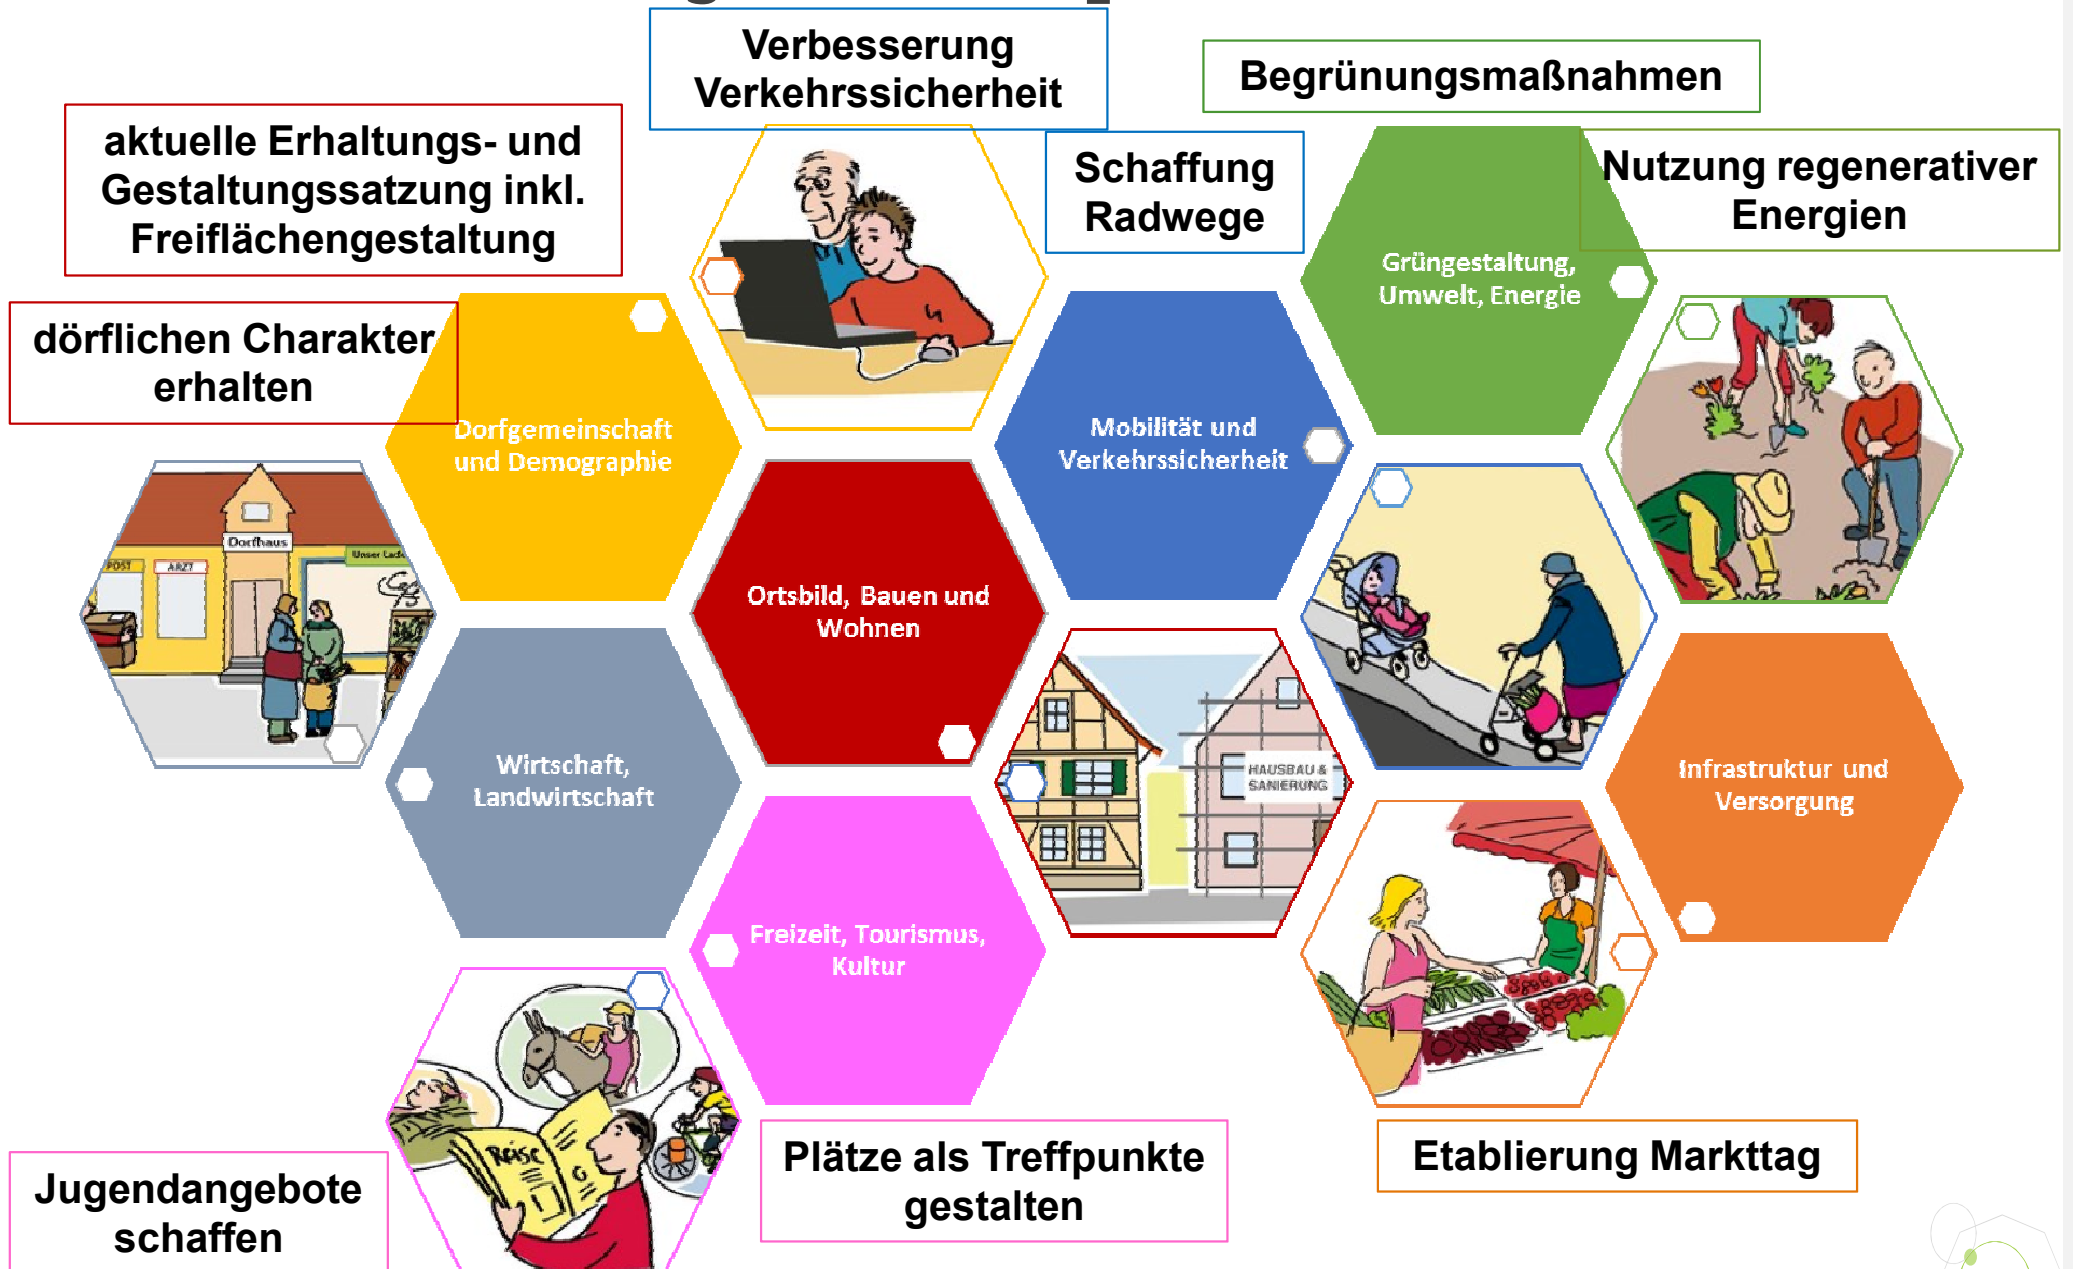 Verbesserung
Verkehrssicherheit
Begrünungsmaßnahmen
aktuelle Erhaltungs- und
Gestaltungssatzung inkl.
Freiflächengestaltung
Schaffung
Radwege
Nutzung regenerativer
Energien
Grüngestaltung,
Umwelt, Energie
dörflichen Charakter
erhalten
Dorfgemeinschaft
und Demographie
Mobilität und
Verkehrssicherheit
Dorfhaus
Unser Lade
POST
ARZT
Ortsbild, Bauen und
Wohnen
Wirtschaft,
Landwirtschaft
HAUSBAU &
SANIERUNG
Infrastruktur und
Versorgung
Freizeit, Tourismus,
Kultur
REISE
Plätze als Treffpunkte
gestalten
Etablierung Markttag
Jugendangebote
schaffen